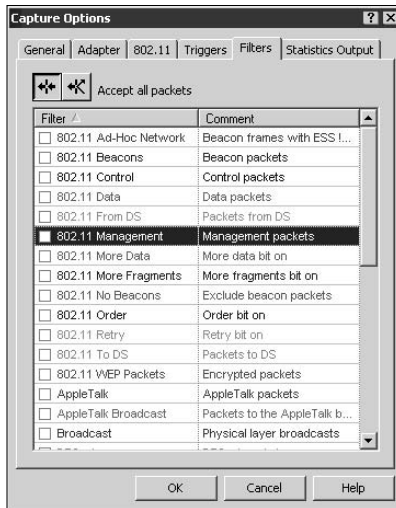 Capture Options
General Adapter 802.11 Triggers Filters Statistics Output
Accept all packets
Filter Comment
802.11 Ad-Hoc Network Beacon frames with ESS !...
802.11 Beacons Beacon packets
802.11 Control Control packets
802.11 Data Data packets
802.11 From DS Packets from DS
802.11 Management Management packets
802.11 More Data More data bit on
802.11 More Fragments More fragments bit on
802.11 No Beacons Exclude beacon packets
802.11 Order Order bit on
802.11 Retry Retry bit on
802.11 To DS Packets to DS
802.11 WEP Packets Encrypted packets
AppleTalk AppleTalk packets
AppleTalk Broadcast Packets to the AppleTalk b...
Broadcast Physical layer broadcasts
OK Cancel Help